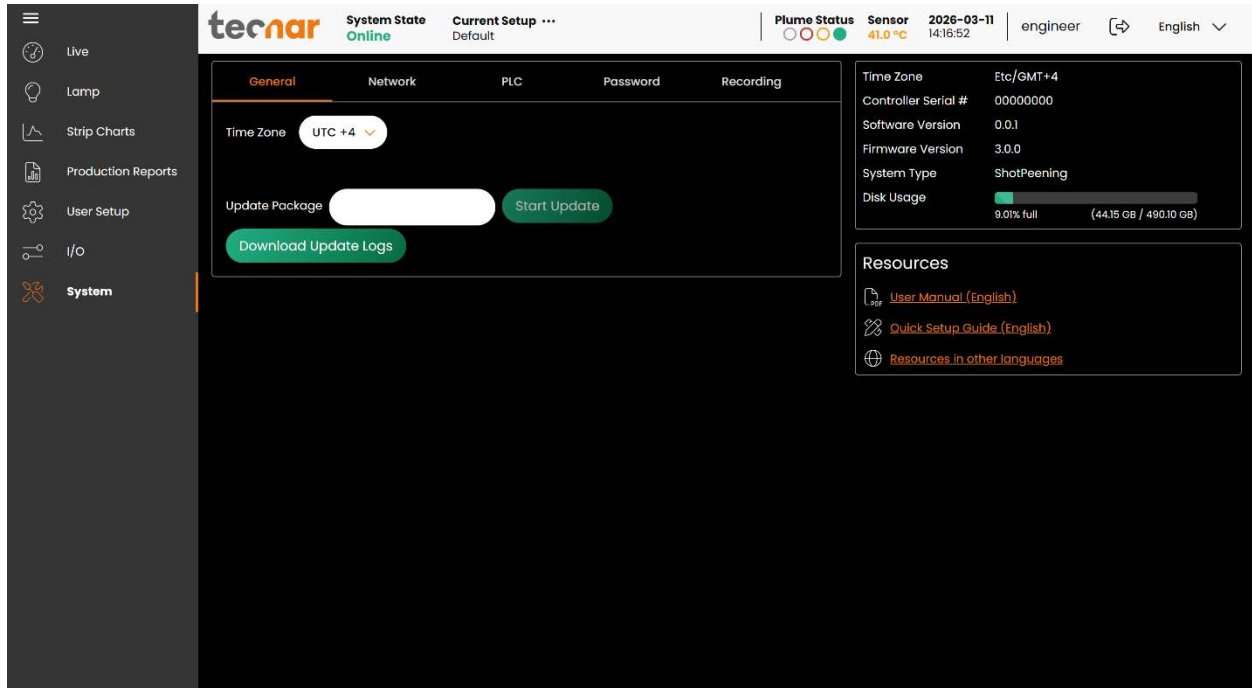 tecnar
System State
Online
Current Setup ...
Default
Plume Status
Sensor
41.0 °C
2026-03-11
14:16:52
engineer
English
Live
Lamp
Strip Charts
Production Reports
User Setup
I/O
System
General Network PLC Password Recording
Time Zone UTC +4
Update Package Start Update
Download Update Logs
Time Zone Etc/GMT+4
Controller Serial # 00000000
Software Version 0.0.1
Firmware Version 3.0.0
System Type ShotPeening
Disk Usage
9.01% full (44.15 GB / 490.10 GB)
Resources
PDF User Manual (English)
Quick Setup Guide (English)
Resources in other languages